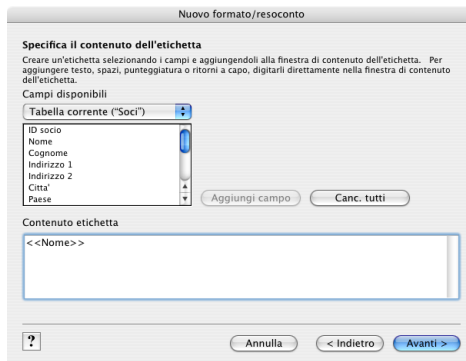 Nuovo formato/resoconto
Specifica il contenuto dell'etichetta
Creare un'etichetta selezionando i campi e aggiungendoli alla finestra di contenuto dell'etichetta. Per
aggiungere testo, spazi, punteggiatura o ritorni a capo, digitarli direttamente nella finestra di contenuto
dell'etichetta.
Campi disponibili
Tabella corrente (“Soci”)
ID socio
Nome
Cognome
Indirizzo 1
Indirizzo 2
Citta'
Paese
Aggiungi campo Canc. tutti
Contenuto etichetta
<<Nome>>
? Annulla < Indietro Avanti >